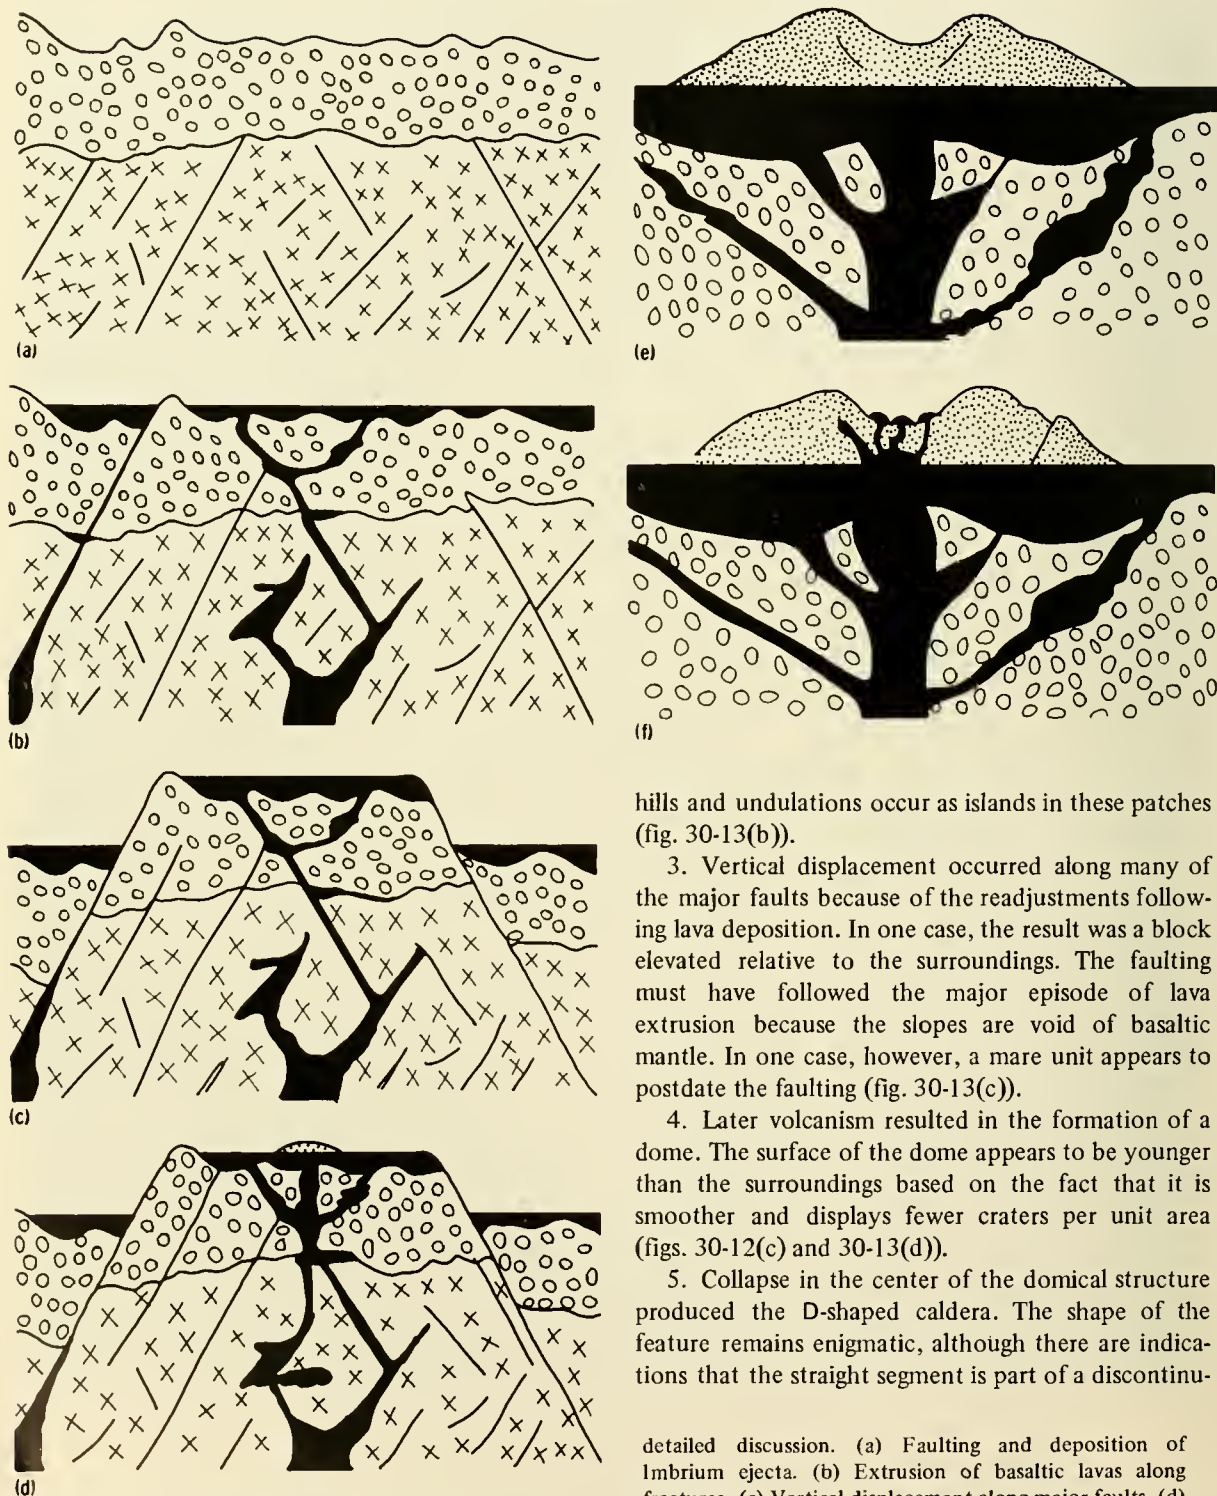 (a)
(b)
(c)
(d)
(e)
(f)
hills and undulations occur as islands in these patches
(fig. 30-13(b)).
3. Vertical displacement occurred along many of
the major faults because of the readjustments follow-
ing lava deposition. In one case, the result was a block
elevated relative to the surroundings. The faulting
must have followed the major episode of lava
extrusion because the slopes are void of basaltic
mantle. In one case, however, a mare unit appears to
postdate the faulting (fig. 30-13(c)).
4. Later volcanism resulted in the formation of a
dome. The surface of the dome appears to be younger
than the surroundings based on the fact that it is
smoother and displays fewer craters per unit area
(figs. 30-12(c) and 30-13(d)).
5. Collapse in the center of the domical structure
produced the D-shaped caldera. The shape of the
feature remains enigmatic, although there are indica-
tions that the straight segment is part of a discontinu-
detailed discussion. (a) Faulting and deposition of
Imbrium ejecta. (b) Extrusion of basaltic lavas along
fractures. (c) Vertical displacement along major faults. (d)